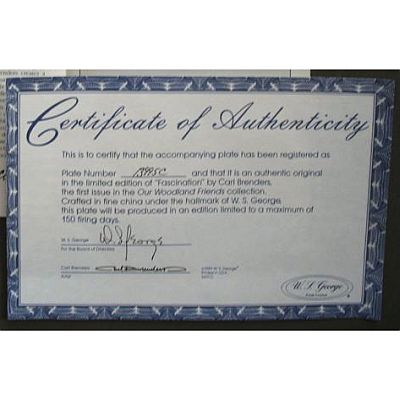 Certificate of Authenticity
This is to certify that the accompanying plate has been registered as
Plate Number 1395C and that it is an authentic original
in the limited edition of "Fascination" by Carl Brenders,
the first issue in the Our Woodland Friends collection.
Crafted in fine china under the hallmark of W. S. George,
this plate will be produced in an edition limited to a maximum of
150 firing days.
W. S. George
For the Board of Directors
Carl Brenders
Artist
W. S. George